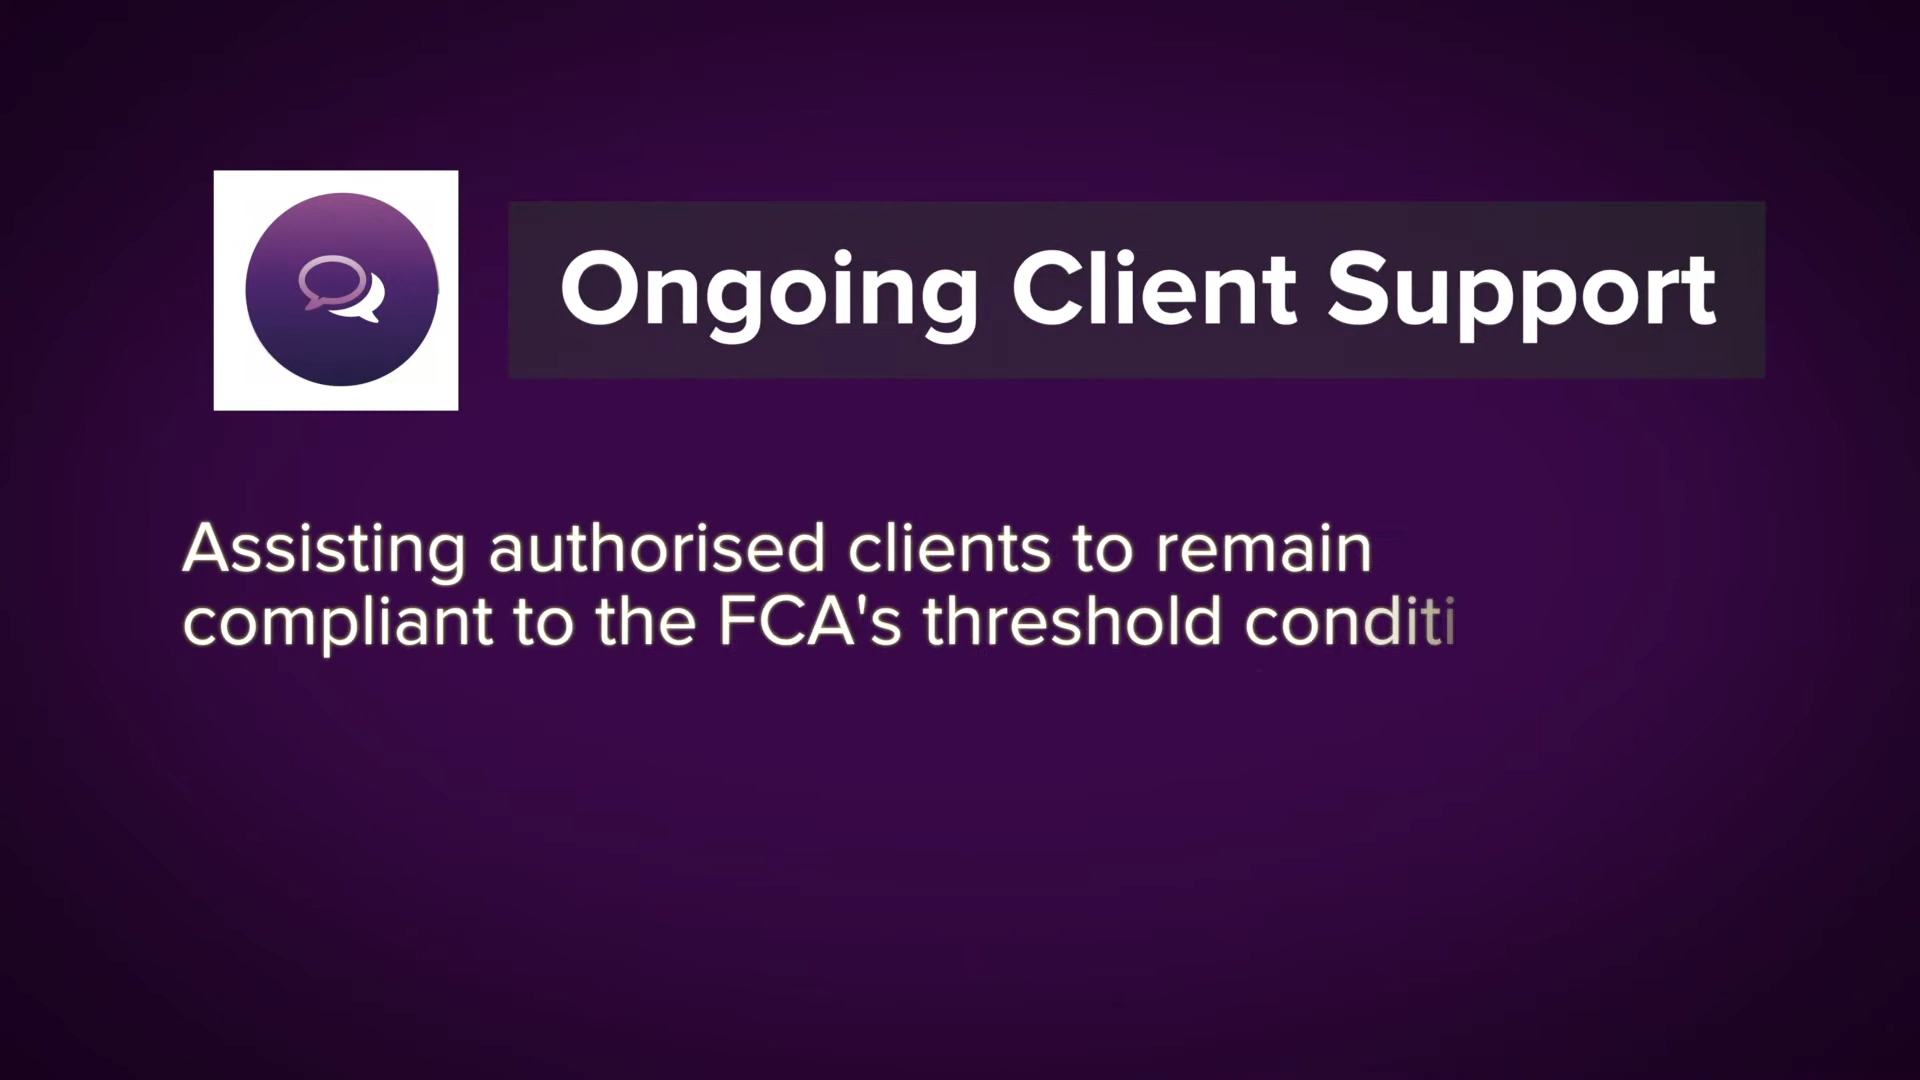 Ongoing Client Support
Assisting authorised clients to remain
compliant to the FCA's threshold conditi